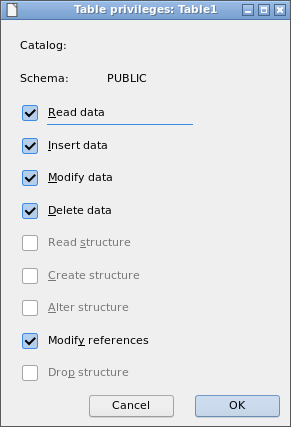 Table privileges: Table1
Catalog:
Schema: PUBLIC
Read data
Insert data
Modify data
Delete data
Read structure
Create structure
Alter structure
Modify references
Drop structure
Cancel OK